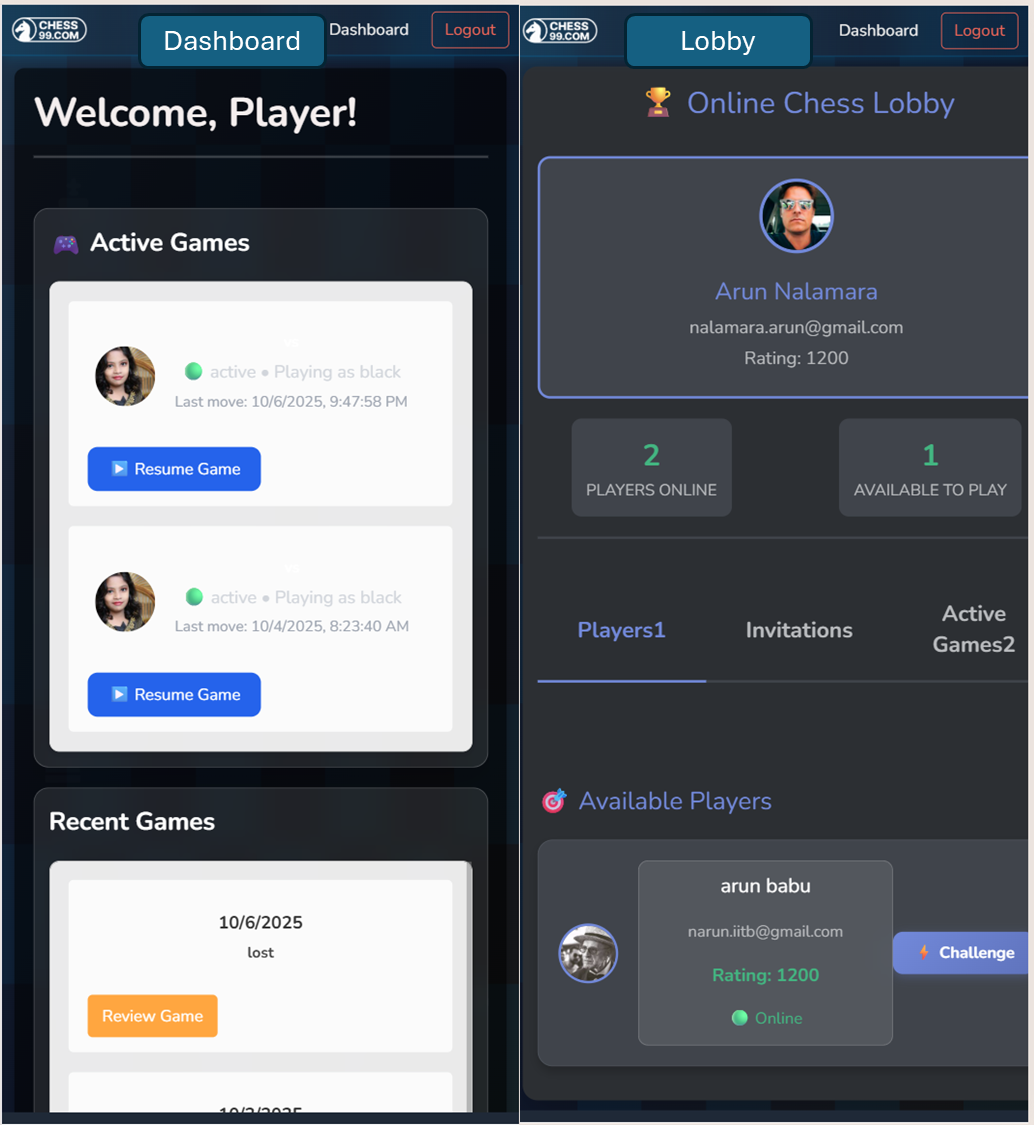 CHESS
99.COM
Dashboard
Dashboard
Logout
Welcome, Player!
Active Games
vs
active • Playing as black
Last move: 10/6/2025, 9:47:58 PM
Resume Game
vs
active • Playing as black
Last move: 10/4/2025, 8:23:40 AM
Resume Game
Recent Games
10/6/2025
lost
Review Game
CHESS
99.COM
Lobby
Dashboard
Logout
Online Chess Lobby
Arun Nalamara
nalamara.arun@gmail.com
Rating: 1200
2
PLAYERS ONLINE
1
AVAILABLE TO PLAY
Players1
Invitations
Active
Games2
Available Players
arun babu
narun.iitb@gmail.com
Rating: 1200
Online
Challenge